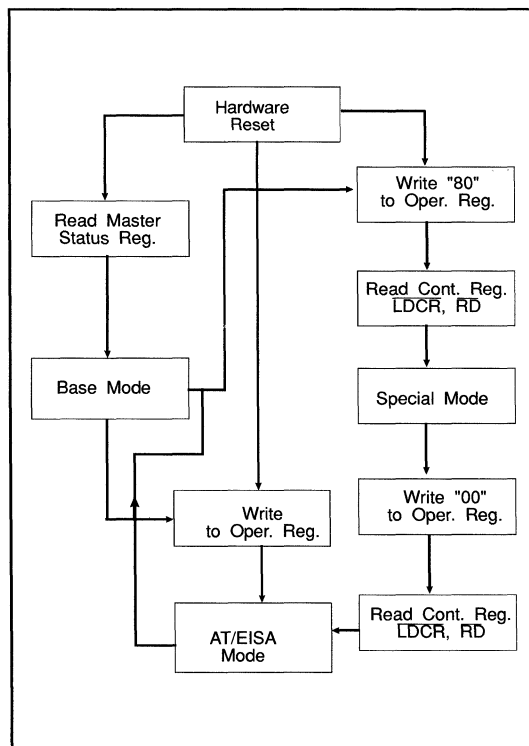 Hardware
Reset
Write "80"
to Oper. Reg.
Read Master
Status Reg.
Read Cont. Reg.
LDCR, RD
Base Mode
Special Mode
Write
to Oper. Reg.
Write "00"
to Oper. Reg.
AT/EISA
Mode
Read Cont. Reg.
LDCR, RD